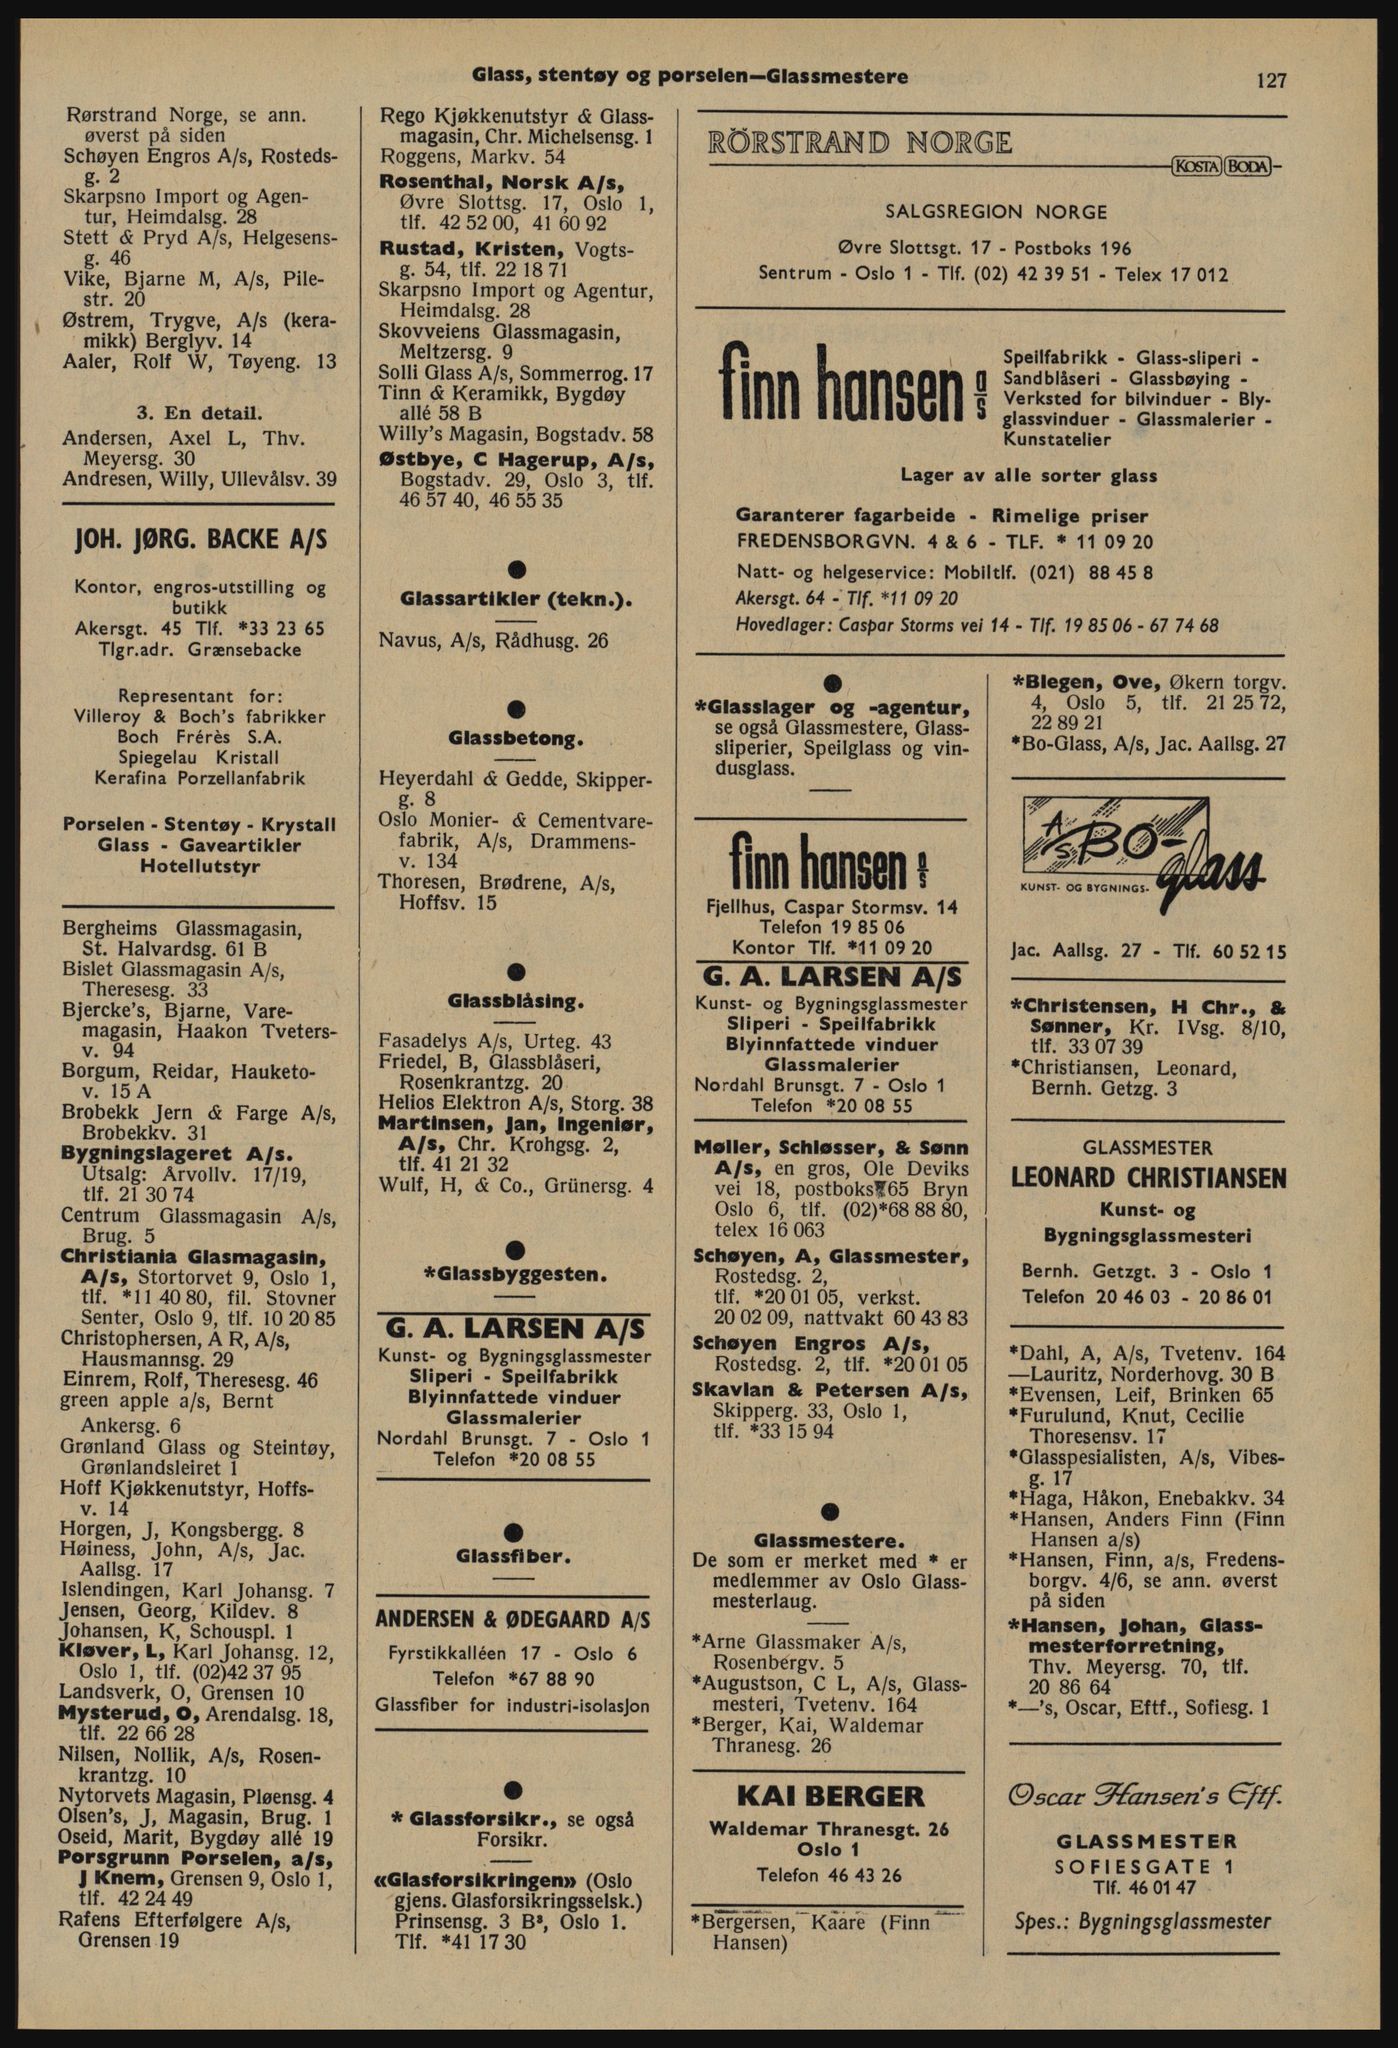 Glass, stentøy og porselen—Glassmestere
127
Rørstrand Norge, se ann.
øverst på siden
Schøyen Engros A/s, Rosteds-
g. 2
Skarpsno Import og Agen-
tur, Heimdalsg. 28
Stett & Pryd A/s, Helgesens-
g. 46
Vike, Bjarne M, A/s, Pile-
str. 20
Østrem, Trygve, A/s (kera-
mikk) Berglyv. 14
Aaler, Rolf W, Tøyeng. 13
3. En detail.
Andersen, Axel L, Thv.
Meyersg. 30
Andresen, Willy, Ullevålsv. 39
JOH. JØRG. BACKE A/S
Kontor, engros-utstilling og
butikk
Akersgt. 45 Tlf. *33 23 65
Tlgr.adr. Grænsebacke
Representant for:
Villeroy & Boch's fabrikker
Boch Frérès S.A.
Spiegelau Kristall
Kerafina Porzellanfabrik
Porselen - Stentøy - Krystall
Glass - Gaveartikler
Hotellutstyr
Bergheims Glassmagasin,
St. Halvardsg. 61 B
Bislet Glassmagasin A/s,
Theresesg. 33
Bjercke's, Bjarne, Vare-
magasin, Haakon Tveters-
v. 94
Borgum, Reidar, Hauketo-
v. 15 A
Brobekk Jern & Farge A/s,
Brobekkv. 31
Bygningslageret A/s.
Utsalg: Årvollv. 17/19,
tlf. 21 30 74
Centrum Glassmagasin A/s,
Brug. 5
Christiania Glasmagasin,
A/s, Stortorvet 9, Oslo 1,
tlf. *11 40 80, fil. Stovner
Senter, Oslo 9, tlf. 10 20 85
Christophersen, A R, A/s,
Hausmannsg. 29
Einrem, Rolf, Theresesg. 46
green apple a/s, Bernt
Ankersg. 6
Grønland Glass og Steintøy,
Grønlandsleiret 1
Hoff Kjøkkenutstyr, Hoffs-
v. 14
Horgen, J, Kongsbergg. 8
Høiness, John, A/s, Jac.
Aallsg. 17
Islendingen, Karl Johansg. 7
Jensen, Georg, Kildev. 8
Johansen, K, Schouspl. 1
Kløver, L, Karl Johansg. 12,
Oslo 1, tlf. (02)42 37 95
Landsverk, O, Grensen 10
Mysterud, O, Arendalsg. 18,
tlf. 22 66 28
Nilsen, Nollik, A/s, Rosen-
krantzg. 10
Nytorvets Magasin, Pløensg. 4
Olsen's, J, Magasin, Brug. 1
Oseid, Marit, Bygdøy allé 19
Porsgrunn Porselen, a/s,
J Knem, Grensen 9, Oslo 1,
tlf. 42 24 49
Rafens Efterfølgere A/s,
Grensen 19
Rego Kjøkkenutstyr & Glass-
magasin, Chr. Michelsensg. 1
Roggens, Markv. 54
Rosenthal, Norsk A/s,
Øvre Slottsg. 17, Oslo 1,
tlf. 42 52 00, 41 60 92
Rustad, Kristen, Vogts-
g. 54, tlf. 22 18 71
Skarpsno Import og Agentur,
Heimdalsg. 28
Skovveiens Glassmagasin,
Meltzersg. 9
Solli Glass A/s, Sommerrog. 17
Tinn & Keramikk, Bygdøy
allé 58 B
Willy's Magasin, Bogstadv. 58
Østbye, C Hagerup, A/s,
Bogstadv. 29, Oslo 3, tlf.
46 57 40, 46 55 35
Glassartikler (tekn.).
Navus, A/s, Rådhusg. 26
Glassbetong.
Heyerdahl & Gedde, Skipper-
g. 8
Oslo Monier- & Cementvare-
fabrik, A/s, Drammens-
v. 134
Thoresen, Brødrene, A/s,
Hoffsv. 15
Glassblåsing.
Fasadelys A/s, Urteg. 43
Friedel, B, Glassblåseri,
Rosenkrantzg. 20
Helios Elektron A/s, Storg. 38
Martinsen, Jan, Ingeniør,
A/s, Chr. Krohgsg. 2,
tlf. 41 21 32
Wulf, H, & Co., Grünersg. 4
*Glassbyggesten.
G. A. LARSEN A/S
Kunst- og Bygningsglassmester
Sliperi - Speilfabrikk
Blyinnfattede vinduer
Glassmalerier
Nordahl Brunsgt. 7 - Oslo 1
Telefon *20 08 55
Glassfiber.
ANDERSEN & ØDEGAARD A/S
Fyrstikkalléen 17 - Oslo 6
Telefon *67 88 90
Glassfiber for industri-isolasjon
* Glassforsikr., se også
Forsikr.
«Glasforsikringen» (Oslo
gjens. Glasforsikringsselsk.)
Prinsensg. 3 B³, Oslo 1.
Tlf. *41 17 30
RÖRSTRAND NORGE
KOSTA BODA
SALGSREGION NORGE
Øvre Slottsgt. 17 - Postboks 196
Sentrum - Oslo 1 - Tlf. (02) 42 39 51 - Telex 17 012
finn hansen a/s
Speilfabrikk - Glass-sliperi -
Sandblåseri - Glassbøying -
Verksted for bilvinduer - Bly-
glassvinduer - Glassmalerier -
Kunstatelier
Lager av alle sorter glass
Garanterer fagarbeide - Rimelige priser
FREDENSBORGVN. 4 & 6 - TLF. * 11 09 20
Natt- og helgeservice: Mobiltlf. (021) 88 45 8
Akersgt. 64 - Tlf. *11 09 20
Hovedlager: Caspar Storms vei 14 - Tlf. 19 85 06 - 67 74 68
*Glasslager og -agentur,
se også Glassmestere, Glass-
sliperier, Speilglass og vin-
dusglass.
finn hansen a/s
Fjellhus, Caspar Stormsv. 14
Telefon 19 85 06
Kontor Tlf. *11 09 20
G. A. LARSEN A/S
Kunst- og Bygningsglassmester
Sliperi - Speilfabrikk
Blyinnfattede vinduer
Glassmalerier
Nordahl Brunsgt. 7 - Oslo 1
Telefon *20 08 55
Møller, Schløsser, & Sønn
A/s, en gros, Ole Deviks
vei 18, postboks 65 Bryn
Oslo 6, tlf. (02)*68 88 80,
telex 16 063
Schøyen, A, Glassmester,
Rostedsg. 2,
tlf. *20 01 05, verkst.
20 02 09, nattvakt 60 43 83
Schøyen Engros A/s,
Rostedsg. 2, tlf. *20 01 05
Skavlan & Petersen A/s,
Skipperg. 33, Oslo 1,
tlf. *33 15 94
Glassmestere.
De som er merket med * er
medlemmer av Oslo Glass-
mesterlaug.
*Arne Glassmaker A/s,
Rosenbergv. 5
*Augustson, C L, A/s, Glass-
mesteri, Tvetenv. 164
*Berger, Kai, Waldemar
Thranesg. 26
KAI BERGER
Waldemar Thranesgt. 26
Oslo 1
Telefon 46 43 26
*Bergersen, Kaare (Finn
Hansen)
*Blegen, Ove, Økern torgv.
4, Oslo 5, tlf. 21 25 72,
22 89 21
*Bo-Glass, A/s, Jac. Aallsg. 27
A/S BO-glass
KUNST- OG BYGNINGS-
Jac. Aallsg. 27 - Tlf. 60 52 15
*Christensen, H Chr., &
Sønner, Kr. IVsg. 8/10,
tlf. 33 07 39
*Christiansen, Leonard,
Bernh. Getzg. 3
GLASSMESTER
LEONARD CHRISTIANSEN
Kunst- og
Bygningsglassmesteri
Bernh. Getzgt. 3 - Oslo 1
Telefon 20 46 03 - 20 86 01
*Dahl, A, A/s, Tvetenv. 164
—Lauritz, Norderhovg. 30 B
*Evensen, Leif, Brinken 65
*Furulund, Knut, Cecilie
Thoresensv. 17
*Glasspesialisten, A/s, Vibes-
g. 17
*Haga, Håkon, Enebakkv. 34
*Hansen, Anders Finn (Finn
Hansen a/s)
*Hansen, Finn, a/s, Fredens-
borgv. 4/6, se ann. øverst
på siden
*Hansen, Johan, Glass-
mesterforretning,
Thv. Meyersg. 70, tlf.
20 86 64
*—'s, Oscar, Eftf., Sofiesg. 1
Oscar Hansen's Eftf.
GLASSMESTER
SOFIESGATE 1
Tlf. 46 01 47
Spes.: Bygningsglassmester